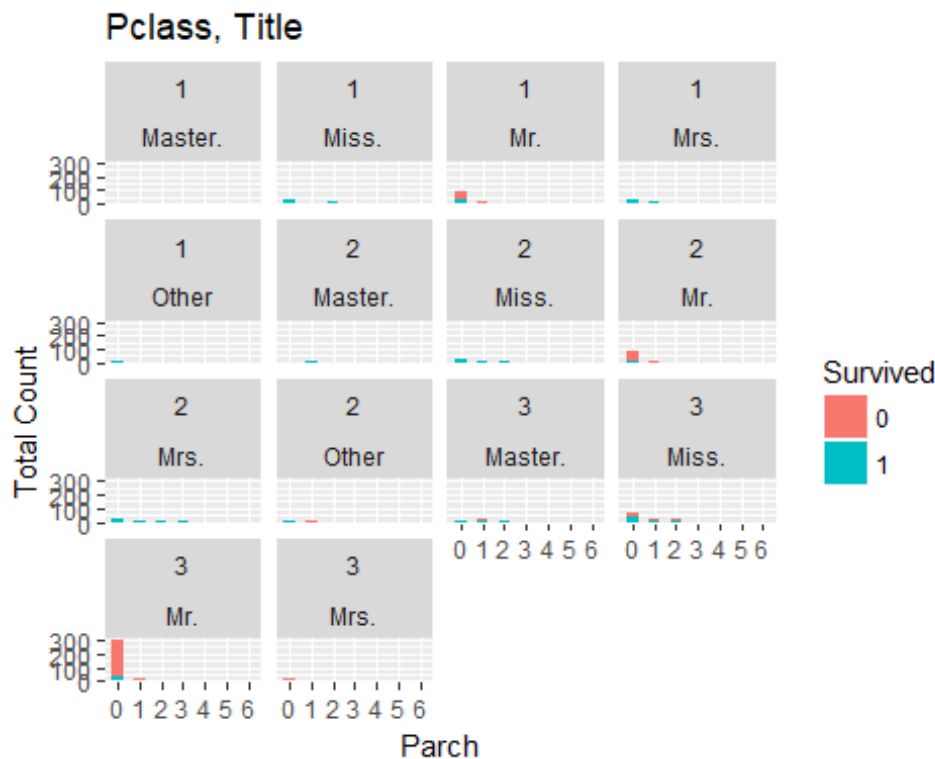 Pclass, Title
1 1 1 1
Master. Miss. Mr. Mrs.
300
200
100
0
1 2 2 2
Other Master. Miss. Mr.
300
200
100
0
2 2 3 3
Mrs. Other Master. Miss.
300
200
100
0
0 1 2 3 4 5 6 0 1 2 3 4 5 6
3 3
Mr. Mrs.
300
200
100
0
0 1 2 3 4 5 6 0 1 2 3 4 5 6
Parch
Total Count
Survived
0
1